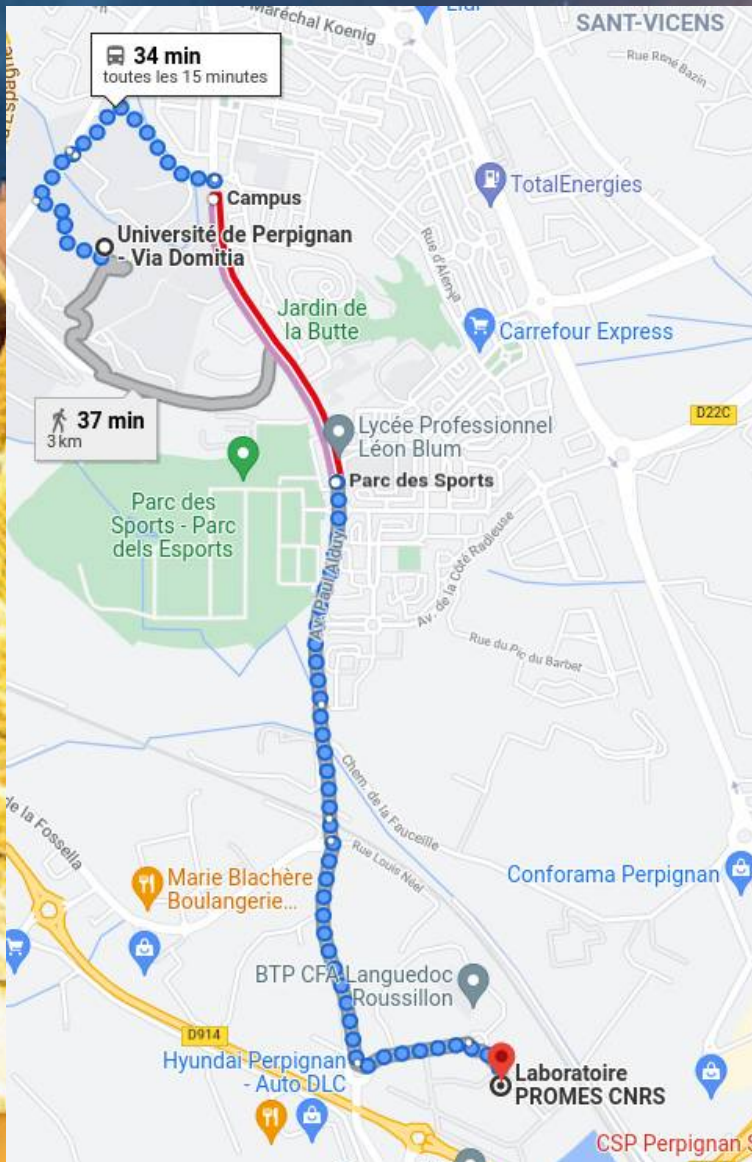 Maréchal Koenig
SANT-VICENS
Rue René Bazin
34 min
toutes les 15 minutes
TotalEnergies
Campus
Université de Perpignan
- Via Domitia
Rue d'Alenya
Jardin de
la Butte
Carrefour Express
D22C
37 min
3 km
Lycée Professionnel
Léon Blum
Parc des Sports
Parc des
Sports - Parc
dels Esports
Av. Paul Alduy
Av. de la Côté Radieuse
Rue du Pic du Barbet
Chem. de la Fauceille
de la Fossella
Rue Louis Néel
Marie Blachère
Boulangerie...
Conforama Perpignan
BTP CFA Languedoc
Roussillon
D914
Hyundai Perpignan
- Auto DLC
Laboratoire
PROMES CNRS
CSP Perpignan S